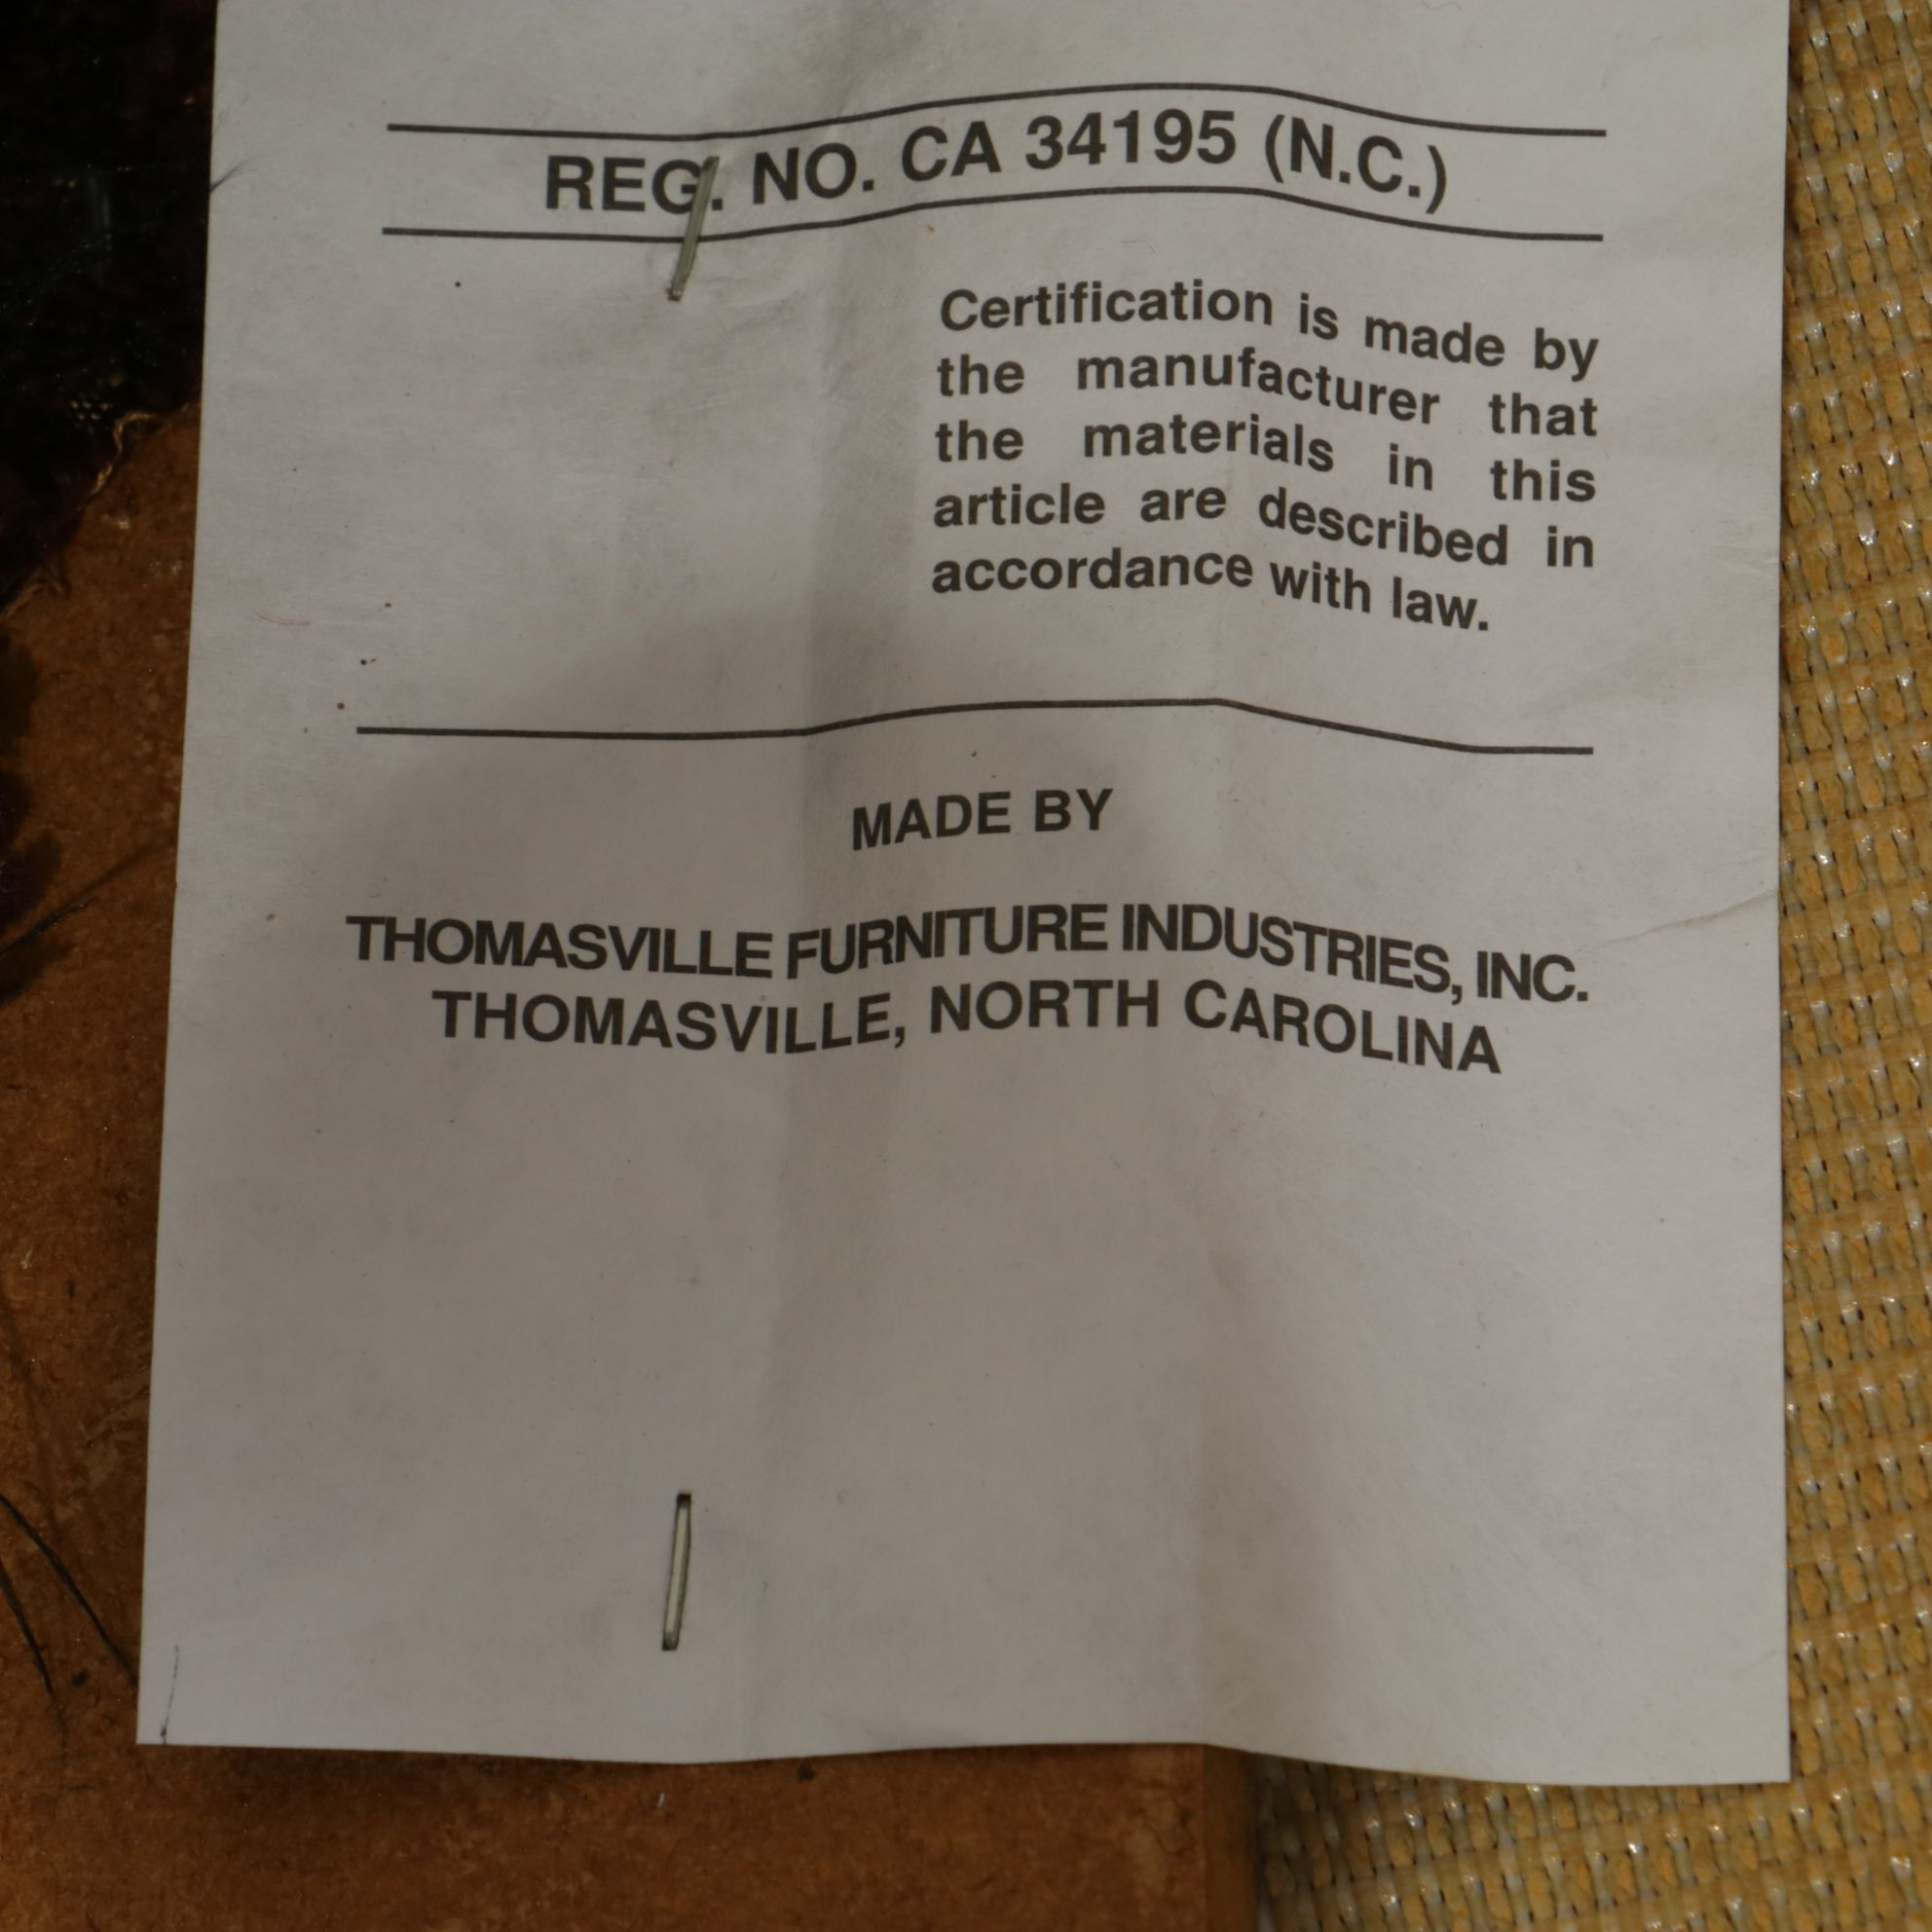 REG. NO. CA 34195 (N.C.)
Certification is made by
the manufacturer that
the materials in this
article are described in
accordance with law.
MADE BY
THOMASVILLE FURNITURE INDUSTRIES, INC.
THOMASVILLE, NORTH CAROLINA